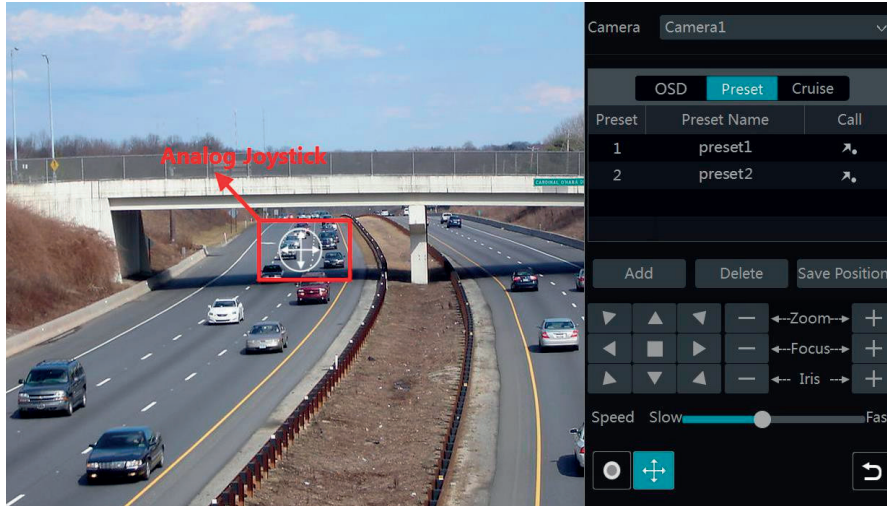 Camera Camera1
OSD Preset Cruise
Preset Preset Name Call
Analog Joystick
1 preset1
2 preset2
CARDINAL O'HARA
Add Delete Save Position
Zoom
Focus
Iris
Speed Slow Fas